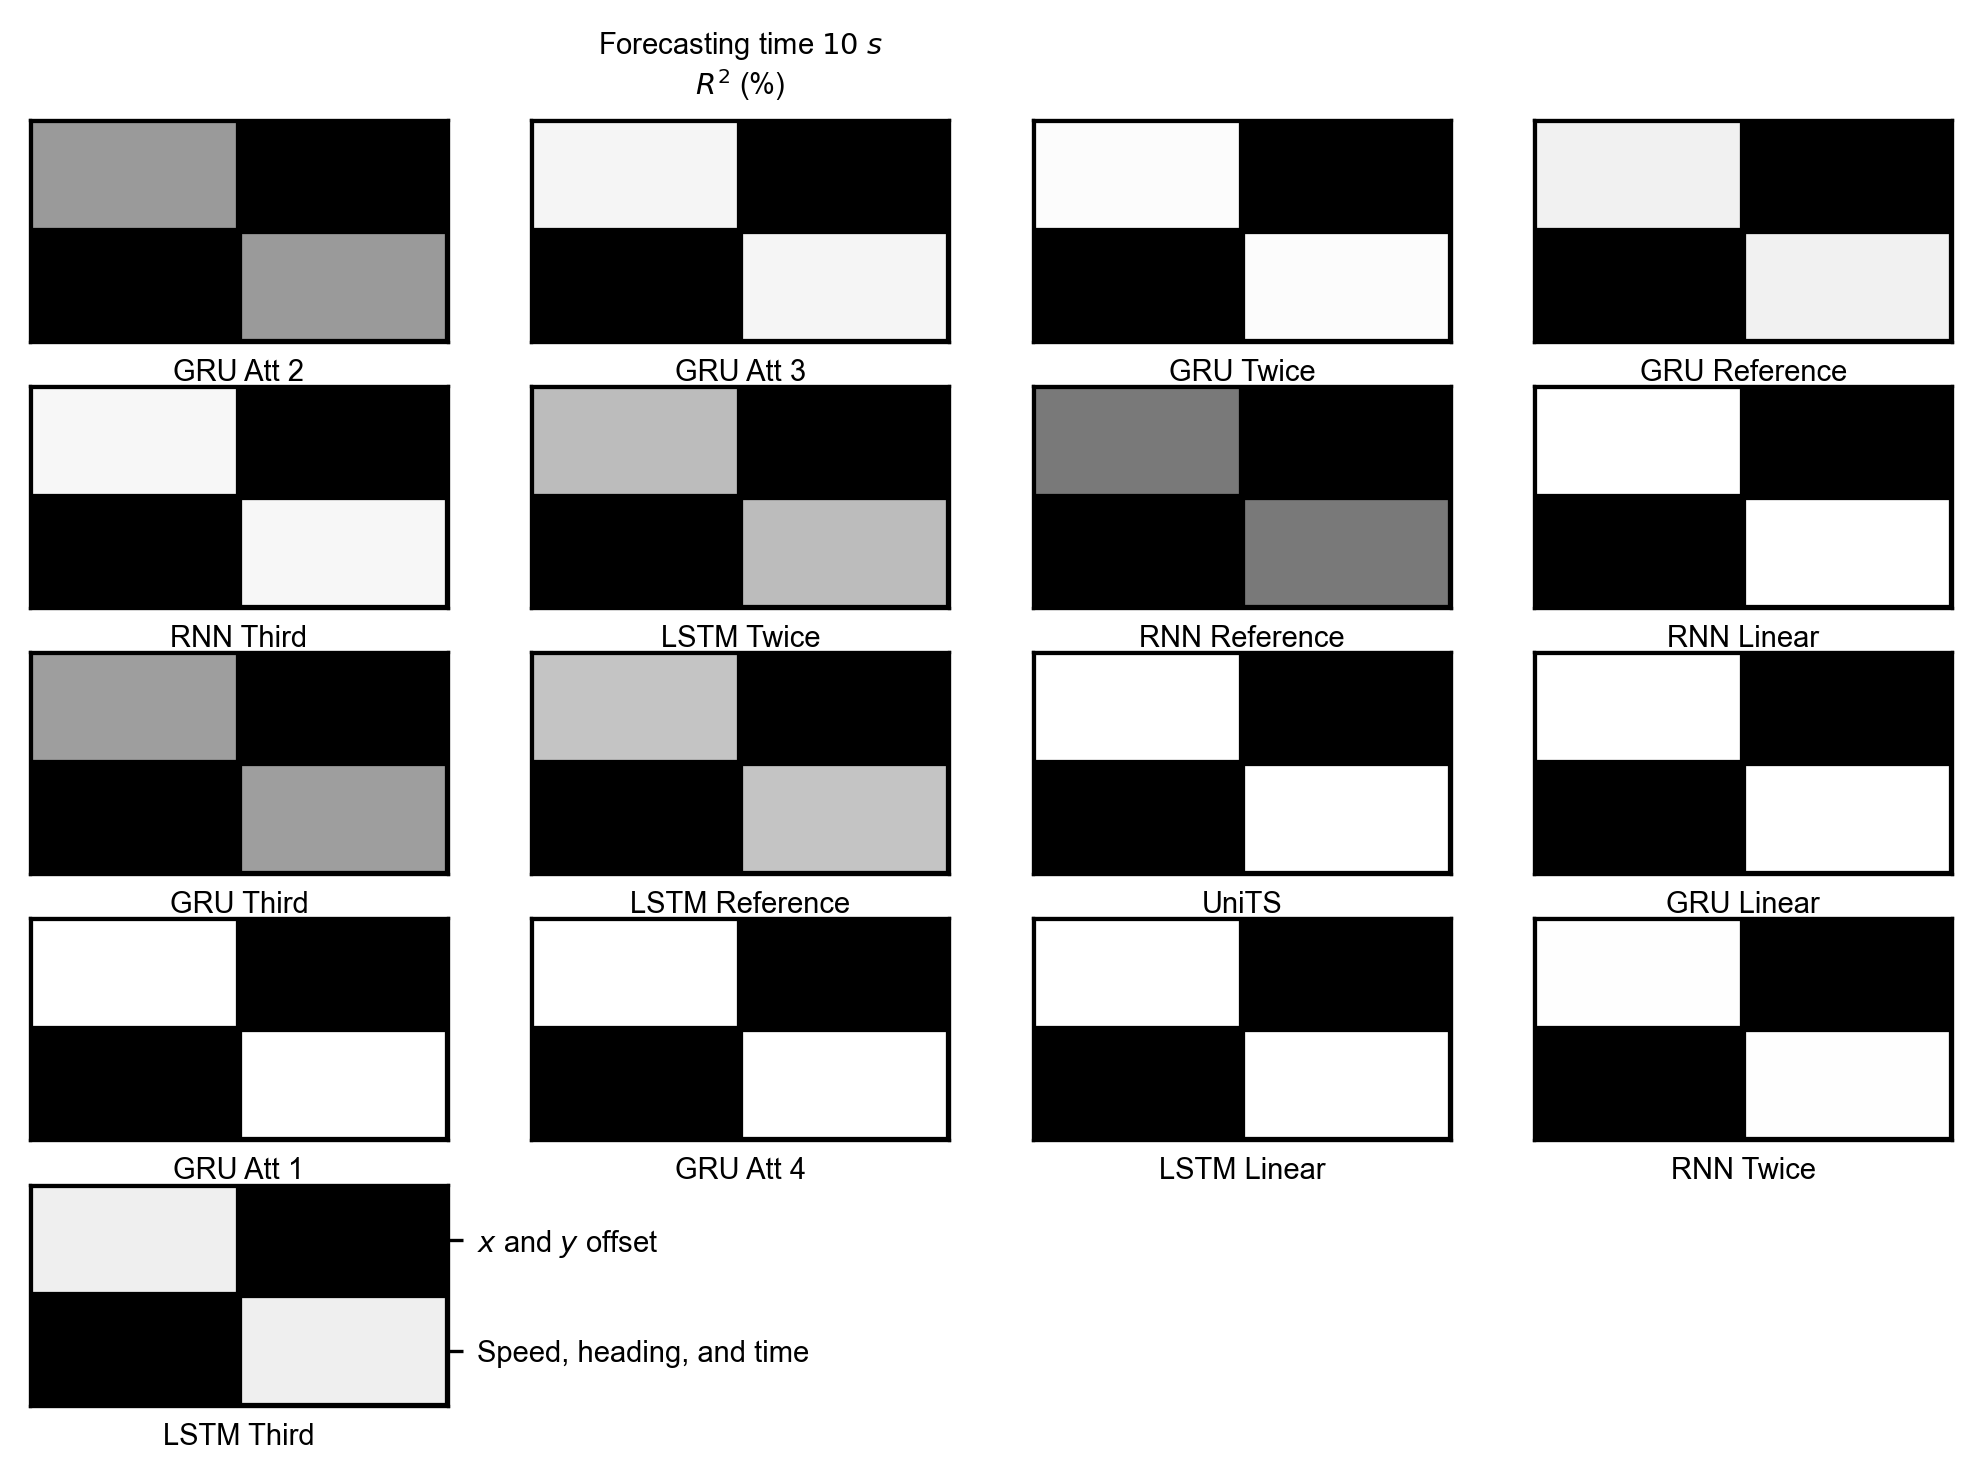 Forecasting time 10 s
R² (%)
GRU Att 2
GRU Att 3
GRU Twice
GRU Reference
RNN Third
LSTM Twice
RNN Reference
RNN Linear
GRU Third
LSTM Reference
UniTS
GRU Linear
GRU Att 1
GRU Att 4
LSTM Linear
RNN Twice
x and y offset
Speed, heading, and time
LSTM Third